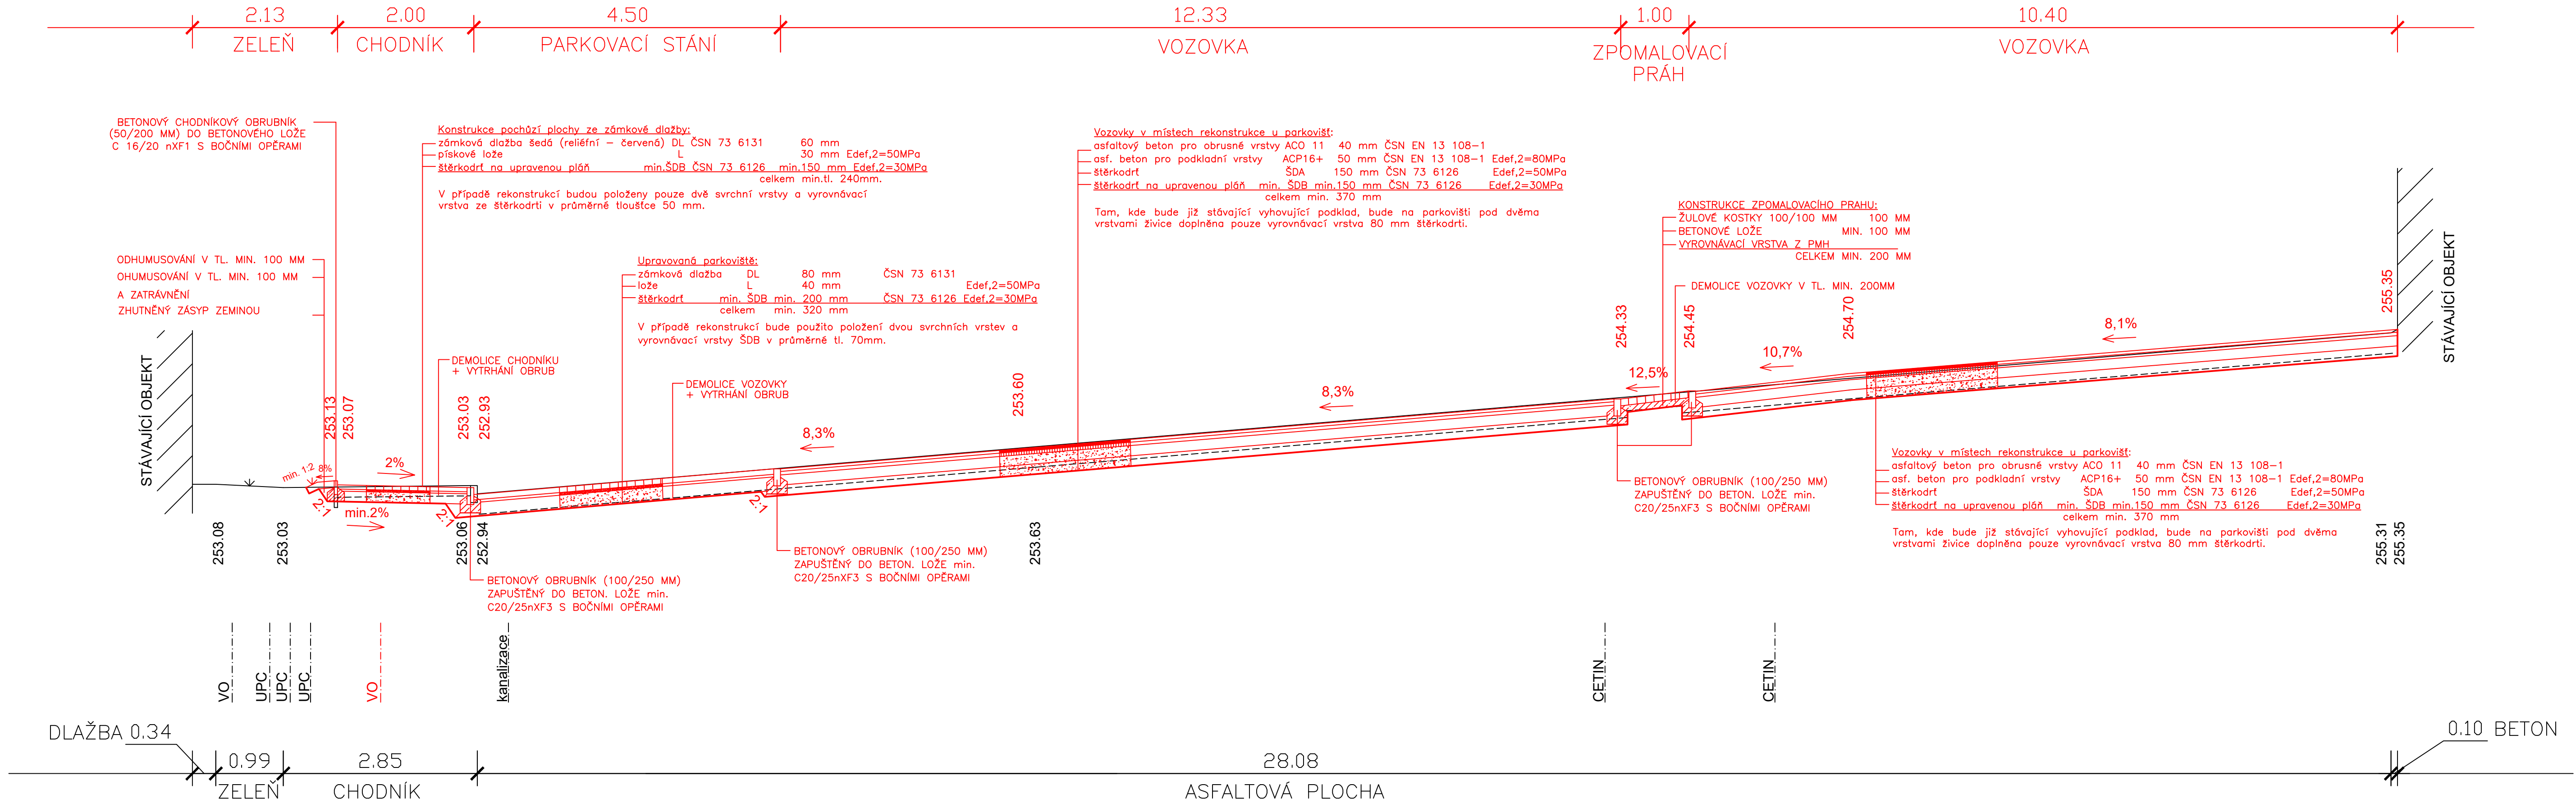 2.13
2.00
4.50
12.33
1.00
10.40
ZELEŇ
CHODNÍK
PARKOVACÍ STÁNÍ
VOZOVKA
ZPOMALOVACÍ
PRÁH
VOZOVKA
BETONOVÝ CHODNÍKOVÝ OBRUBNÍK
(50/200 MM) DO BETONOVÉHO LOŽE
C 16/20 nXF1 S BOČNÍMI OPĚRAMI
Konstrukce pochůzí plochy ze zámkové dlažby:
zámková dlažba šedá (reliéfní – červená) DL ČSN 73 6131 60 mm
pískové lože L 30 mm Edef,2=50MPa
štěrkodrť na upravenou pláň min.ŠDB ČSN 73 6126 min.150 mm Edef,2=30MPa
celkem min.tl. 240mm.
V případě rekonstrukcí budou položeny pouze dvě svrchní vrstvy a vyrovnávací
vrstva ze štěrkodrti v průměrné tloušťce 50 mm.
Vozovky v místech rekonstrukce u parkovišť:
asfaltový beton pro obrusné vrstvy ACO 11 40 mm ČSN EN 13 108-1
asf. beton pro podkladní vrstvy ACP16+ 50 mm ČSN EN 13 108-1 Edef,2=80MPa
štěrkodrť ŠDA 150 mm ČSN 73 6126 Edef,2=50MPa
štěrkodrť na upravenou pláň min. ŠDB min.150 mm ČSN 73 6126 Edef,2=30MPa
celkem min. 370 mm
Tam, kde bude již stávající vyhovující podklad, bude na parkovišti pod dvěma
vrstvami živice doplněna pouze vyrovnávací vrstva 80 mm štěrkodrti.
KONSTRUKCE ZPOMALOVACÍHO PRAHU:
ŽULOVÉ KOSTKY 100/100 MM 100 MM
BETONOVÉ LOŽE MIN. 100 MM
VYROVNÁVACÍ VRSTVA Z PMH
CELKEM MIN. 200 MM
DEMOLICE VOZOVKY V TL. MIN. 200MM
ODHUMUSOVÁNÍ V TL. MIN. 100 MM
OHUMUSOVÁNÍ V TL. MIN. 100 MM
A ZATRÁVNĚNÍ
ZHUTNĚNÝ ZÁSYP ZEMINOU
Upravovaná parkoviště:
zámková dlažba DL 80 mm ČSN 73 6131
lože L 40 mm Edef,2=50MPa
štěrkodrť min. ŠDB min. 200 mm ČSN 73 6126 Edef,2=30MPa
celkem min. 320 mm
V případě rekonstrukcí bude použito položení dvou svrchních vrstev a
vyrovnávací vrstvy ŠDB v průměrné tl. 70mm.
DEMOLICE CHODNÍKU
+ VYTRHÁNÍ OBRUB
DEMOLICE VOZOVKY
+ VYTRHÁNÍ OBRUB
STÁVAJÍCÍ OBJEKT
253.13
253.07
253.03
252.93
253.60
254.33
254.45
254.70
255.35
STÁVAJÍCÍ OBJEKT
min. 1:2
8%
2%
8,3%
8,3%
12,5%
10,7%
8,1%
2:1
min.2%
2:1
2:1
253.08
253.03
253.06
252.94
253.63
255.31
255.35
BETONOVÝ OBRUBNÍK (100/250 MM)
ZAPUŠTĚNÝ DO BETON. LOŽE min.
C20/25nXF3 S BOČNÍMI OPĚRAMI
BETONOVÝ OBRUBNÍK (100/250 MM)
ZAPUŠTĚNÝ DO BETON. LOŽE min.
C20/25nXF3 S BOČNÍMI OPĚRAMI
BETONOVÝ OBRUBNÍK (100/250 MM)
ZAPUŠTĚNÝ DO BETON. LOŽE min.
C20/25nXF3 S BOČNÍMI OPĚRAMI
Vozovky v místech rekonstrukce u parkovišť:
asfaltový beton pro obrusné vrstvy ACO 11 40 mm ČSN EN 13 108-1
asf. beton pro podkladní vrstvy ACP16+ 50 mm ČSN EN 13 108-1 Edef,2=80MPa
štěrkodrť ŠDA 150 mm ČSN 73 6126 Edef,2=50MPa
štěrkodrť na upravenou pláň min. ŠDB min.150 mm ČSN 73 6126 Edef,2=30MPa
celkem min. 370 mm
Tam, kde bude již stávající vyhovující podklad, bude na parkovišti pod dvěma
vrstvami živice doplněna pouze vyrovnávací vrstva 80 mm štěrkodrti.
VO
UPC
UPC
UPC
VO
kanalizace
CETIN
CETIN
DLAŽBA 0.34
0.99
2.85
28.08
0.10 BETON
ZELEŇ
CHODNÍK
ASFALTOVÁ PLOCHA